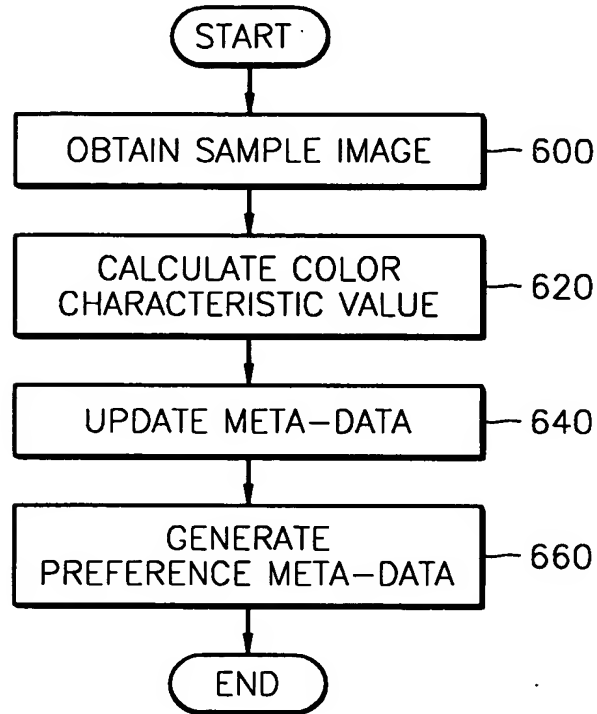 START
OBTAIN SAMPLE IMAGE
600
CALCULATE COLOR
CHARACTERISTIC VALUE
620
UPDATE META-DATA
640
GENERATE
PREFERENCE META-DATA
660
END